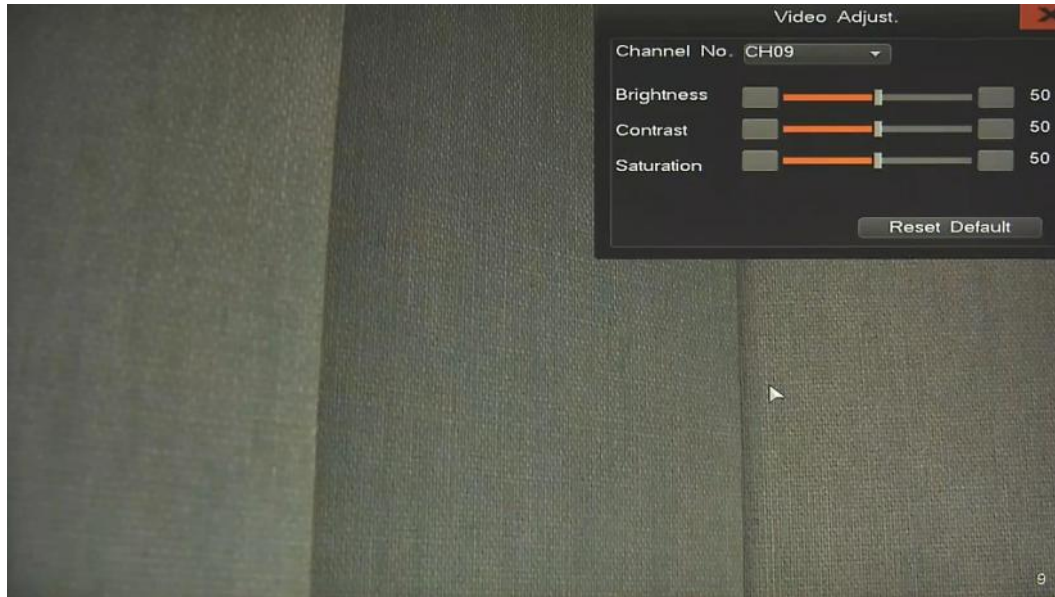 Video Adjust.
Channel No. CH09
Brightness 50
Contrast 50
Saturation 50
Reset Default
9